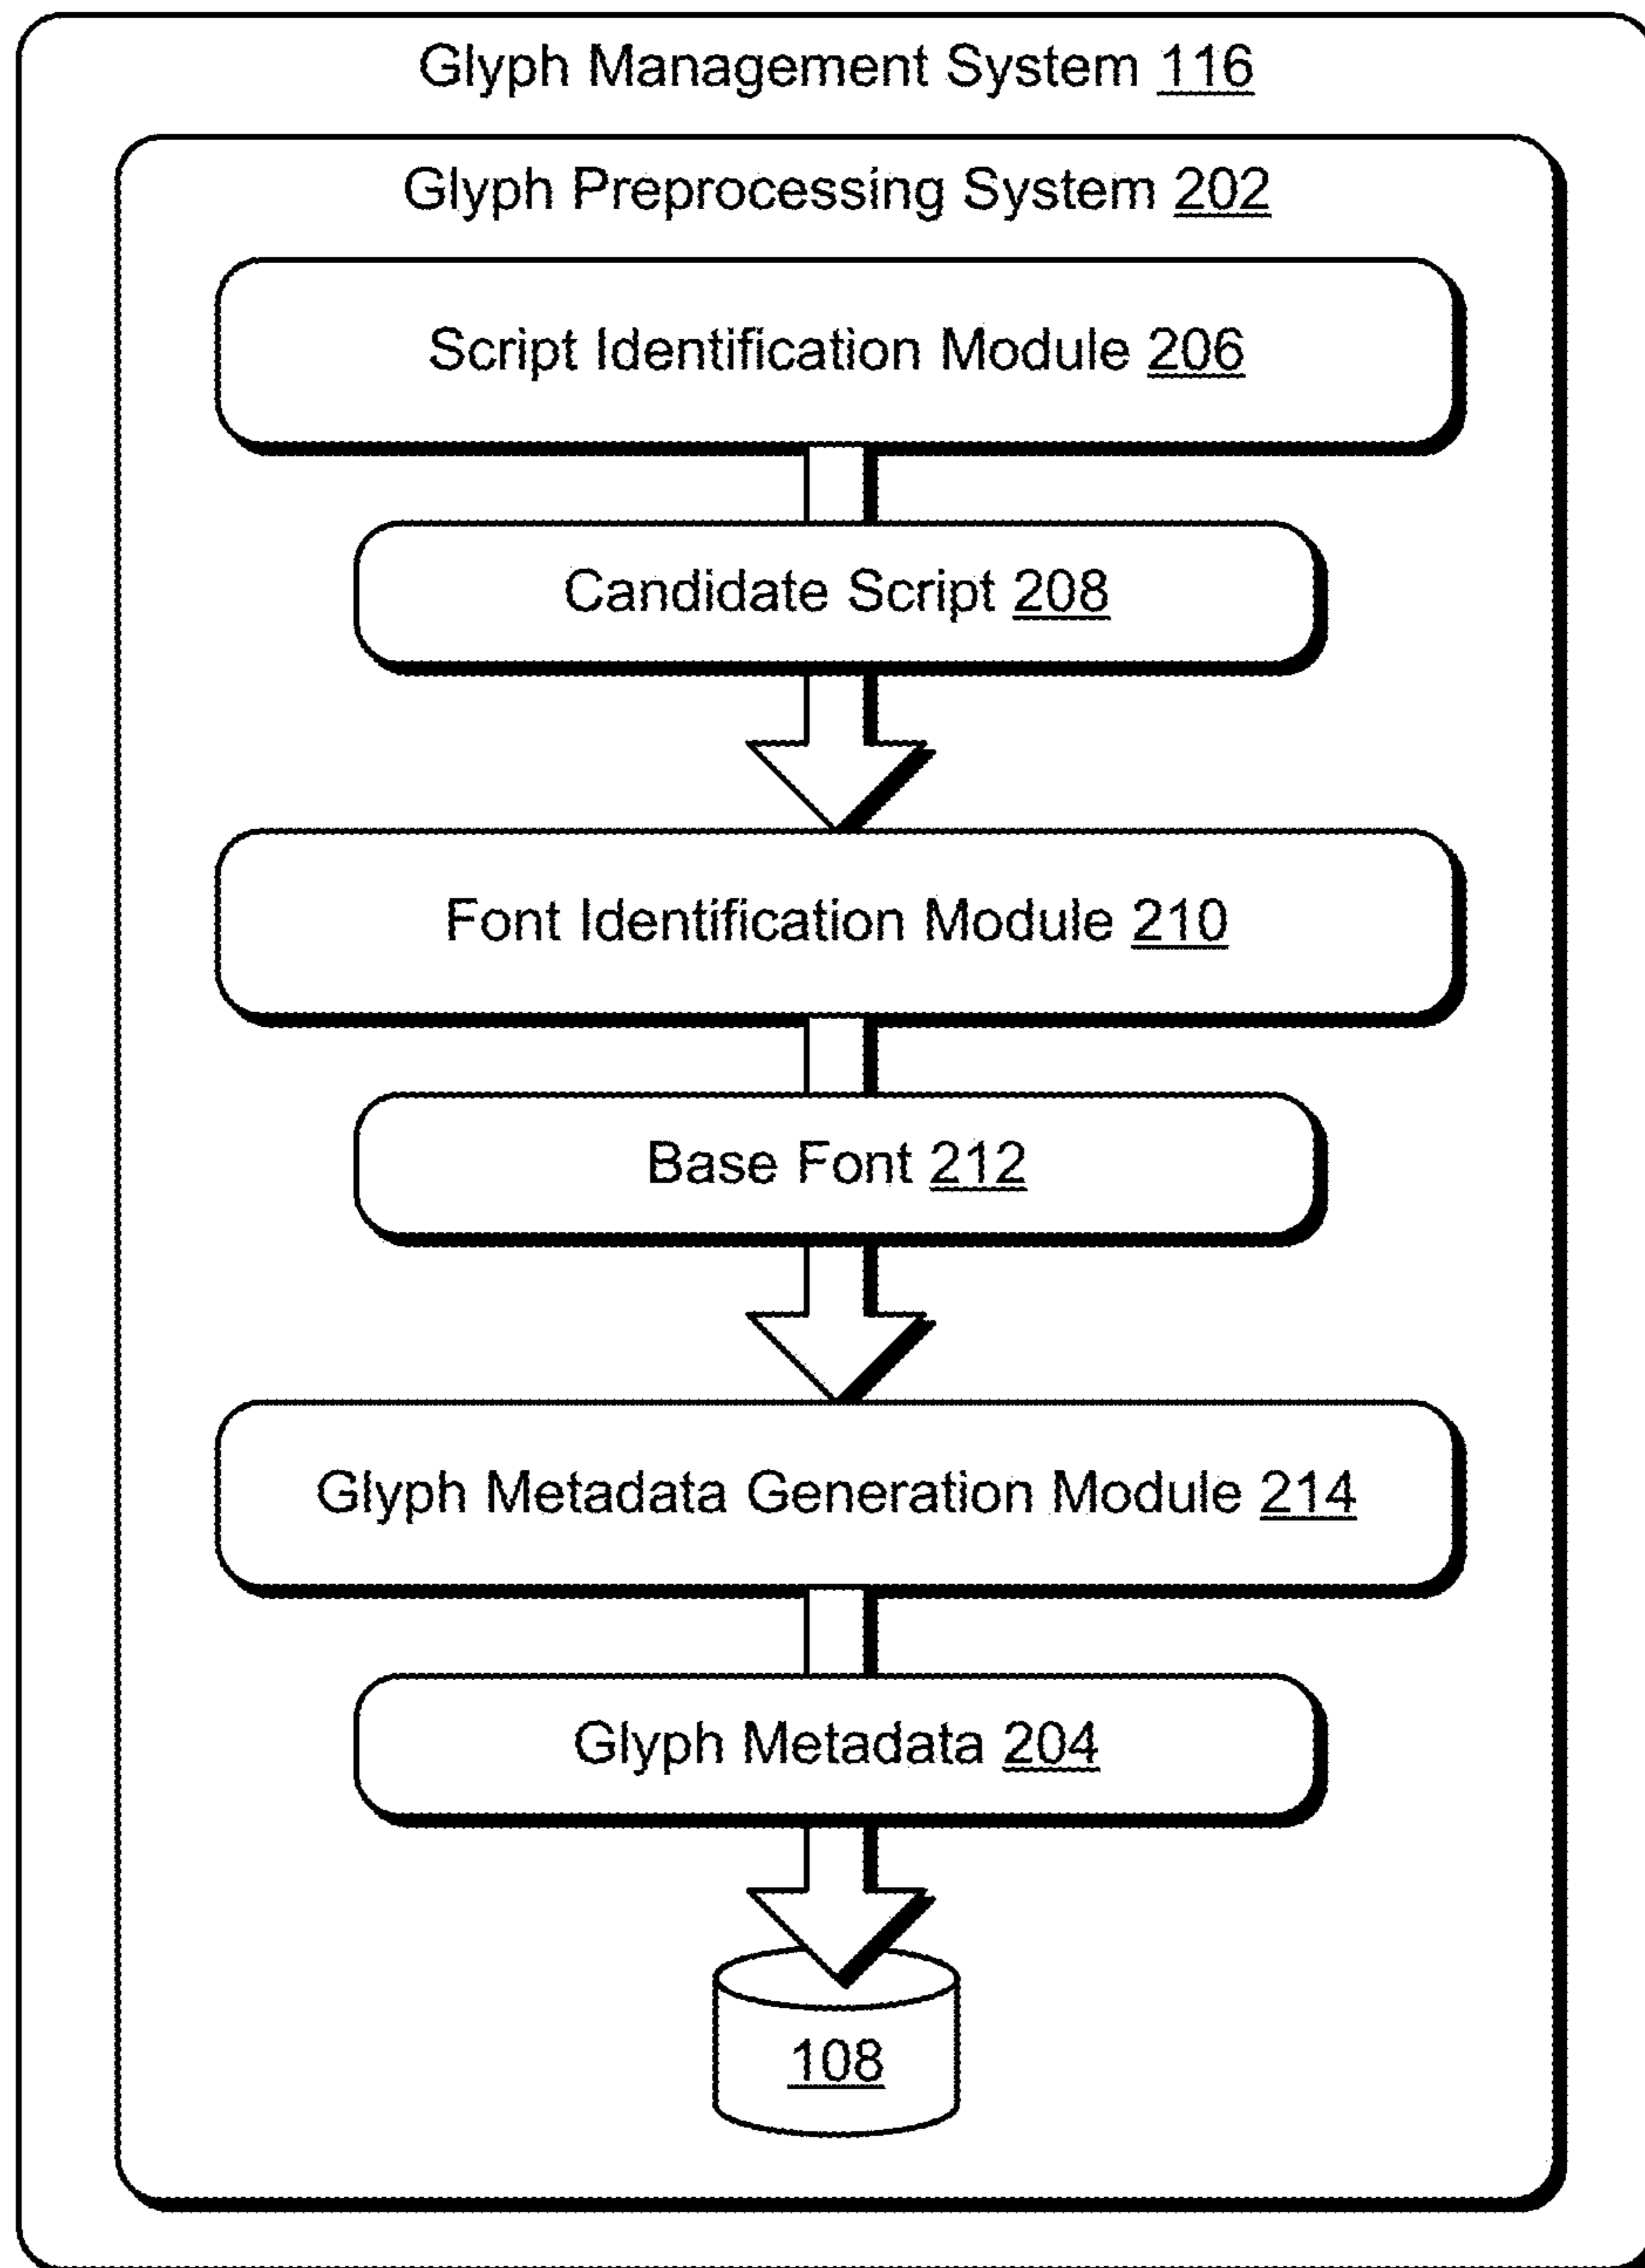 Glyph Management System 116
Glyph Preprocessing System 202
Script Identification Module 206
Candidate Script 208
Font Identification Module 210
Base Font 212
Glyph Metadata Generation Module 214
Glyph Metadata 204
108